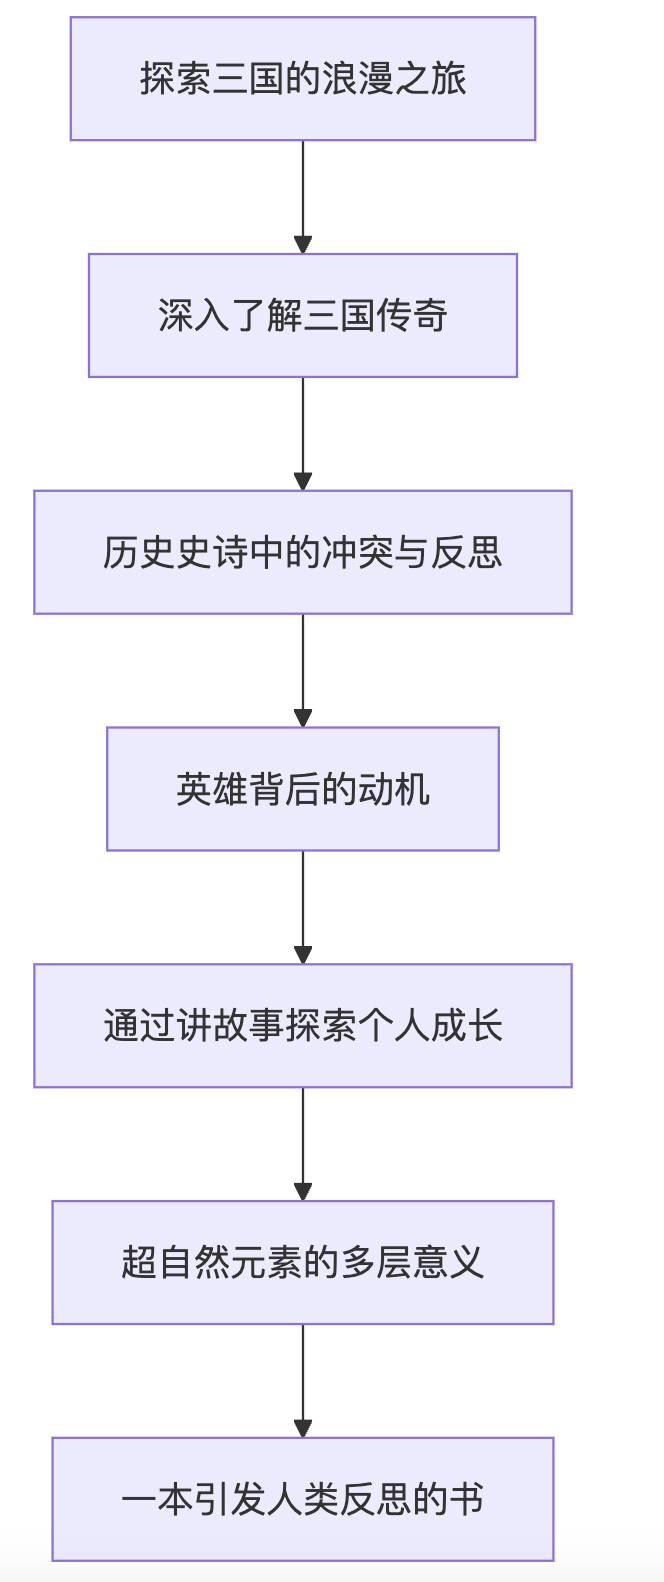 探索三国的浪漫之旅
深入了解三国传奇
历史史诗中的冲突与反思
英雄背后的动机
通过讲故事探索个人成长
超自然元素的多层意义
一本引发人类反思的书